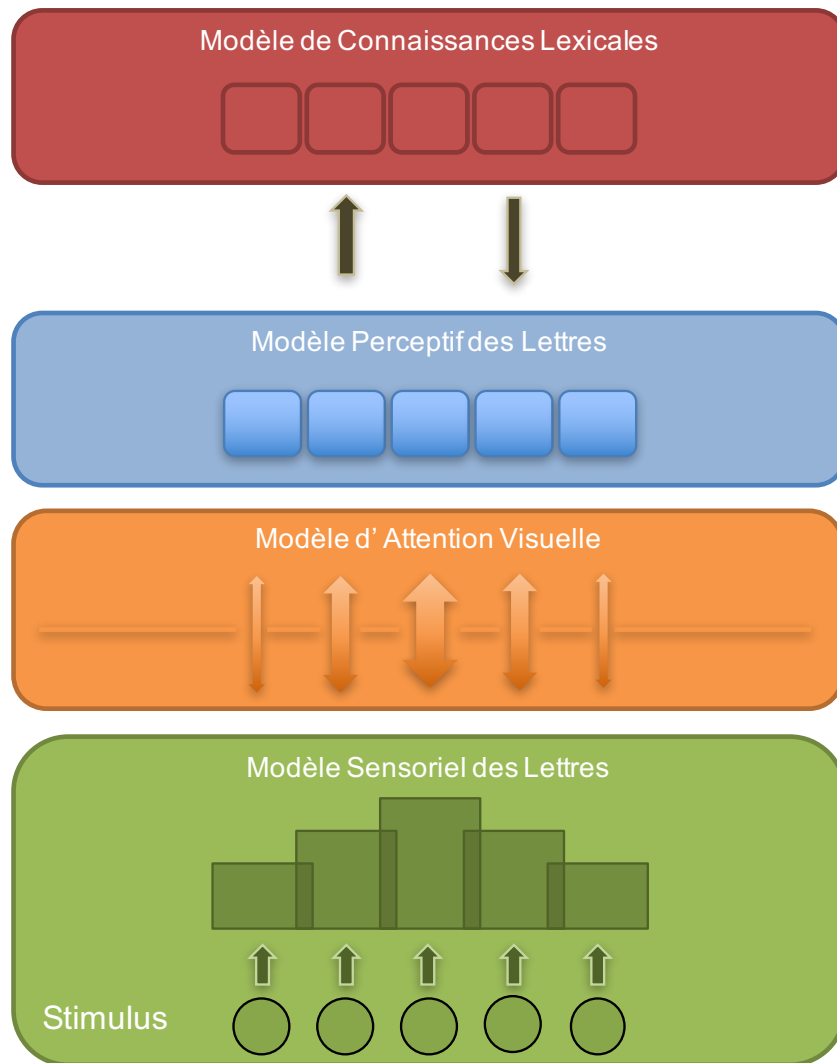 Modèle de Connaissances Lexicales
Modèle Perceptif des Lettres
Modèle d' Attention Visuelle
Modèle Sensoriel des Lettres
Stimulus